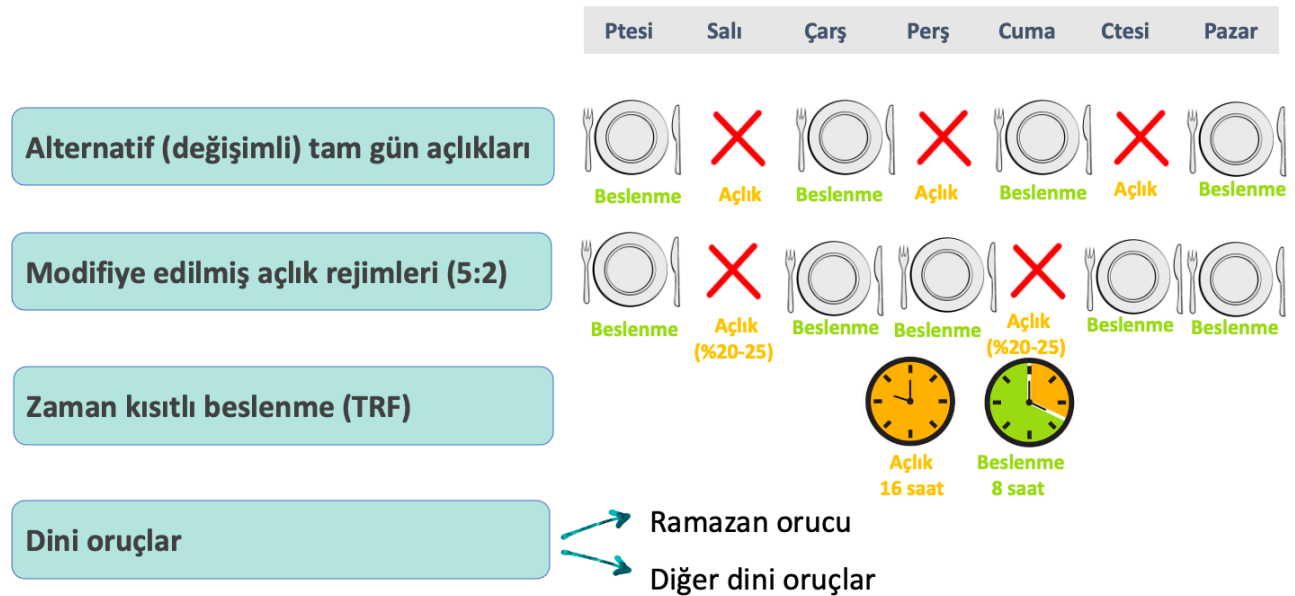 Ptesi Salı Çarş Perş Cuma Ctesi Pazar
Alternatif (değişimli) tam gün açlıkları
Beslenme Açlık Beslenme Açlık Beslenme Açlık Beslenme
Modifiye edilmiş açlık rejimleri (5:2)
Beslenme Açlık Beslenme Beslenme Açlık Beslenme Beslenme
(%20-25) (%20-25)
Zaman kısıtlı beslenme (TRF)
Açlık Beslenme
16 saat 8 saat
Dini oruçlar
Ramazan orucu
Diğer dini oruçlar